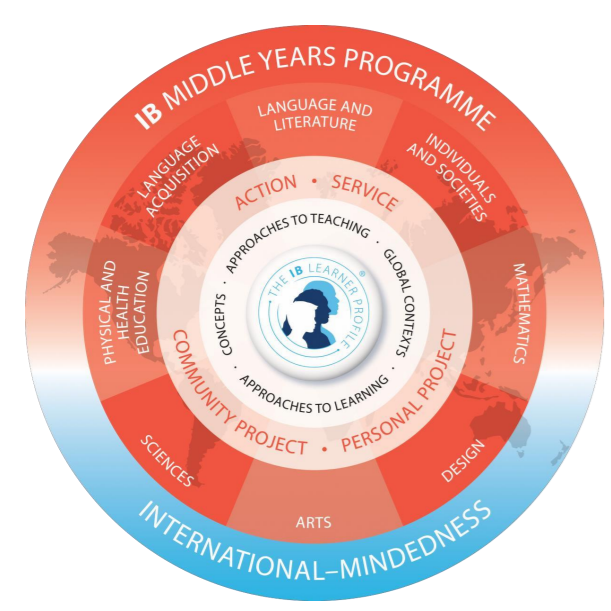 IB MIDDLE YEARS PROGRAMME
LANGUAGE AND
LITERATURE
INDIVIDUALS
AND SOCIETIES
MATHEMATICS
DESIGN
ARTS
SCIENCES
PHYSICAL AND
HEALTH
EDUCATION
LANGUAGE
ACQUISITION
ACTION • SERVICE
PERSONAL PROJECT
COMMUNITY PROJECT •
APPROACHES TO TEACHING ·
GLOBAL CONTEXTS ·
APPROACHES TO LEARNING ·
CONCEPTS ·
· THE IB LEARNER PROFILE ·
®
INTERNATIONAL–MINDEDNESS